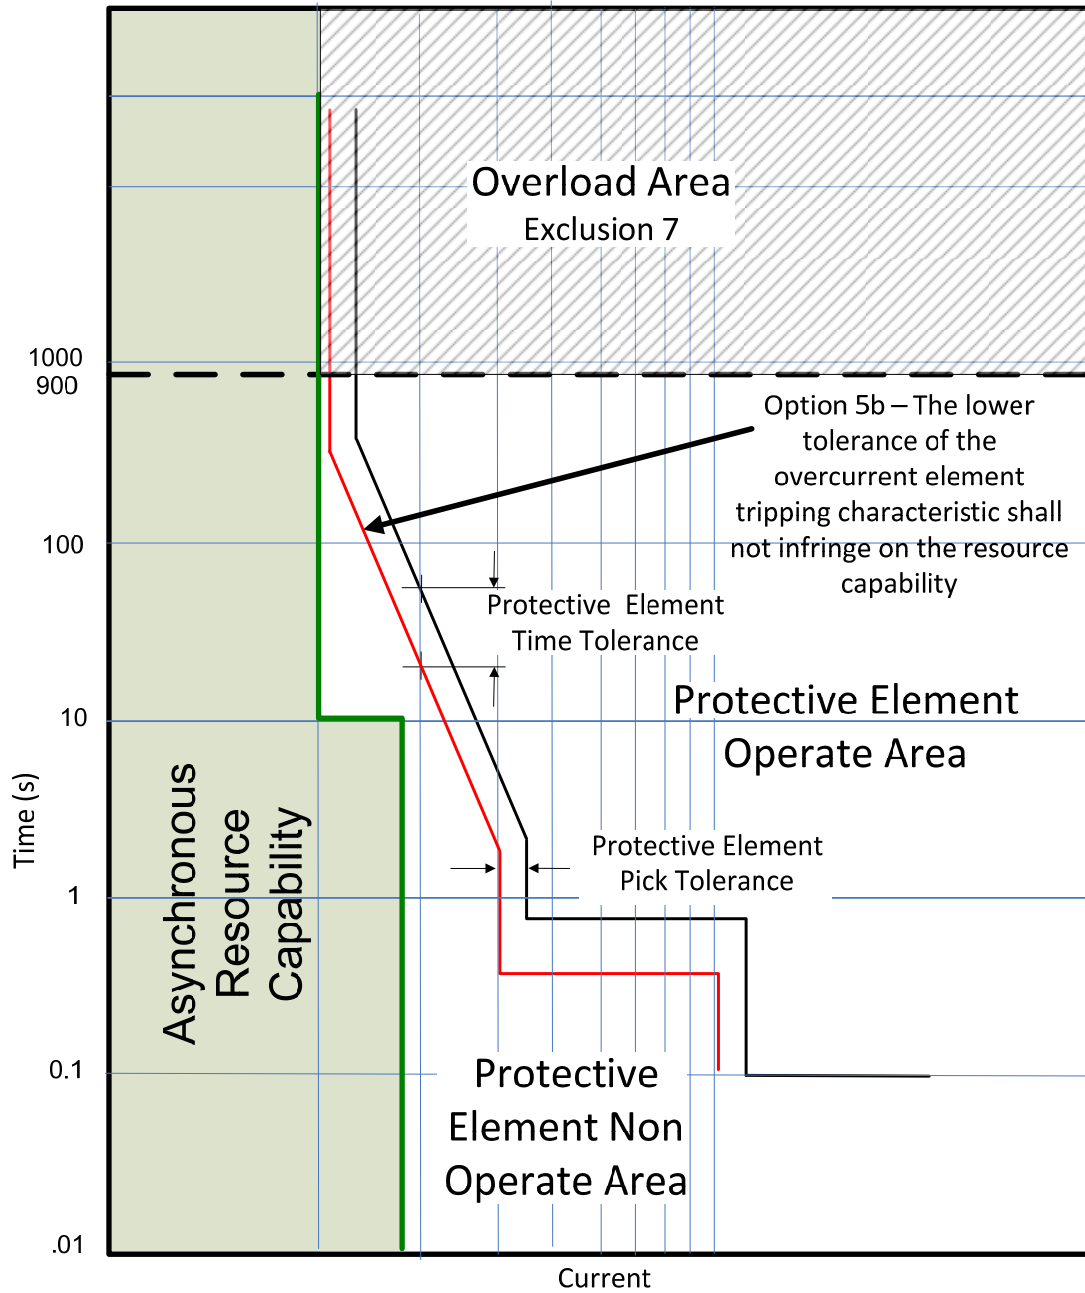 Overload Area
Exclusion 7
1000
900
Option 5b – The lower
tolerance of the
overcurrent element
tripping characteristic shall
not infringe on the resource
capability
100
Protective Element
Time Tolerance
Protective Element
Operate Area
10
Time (s)
Asynchronous
Resource
Capability
Protective Element
Pick Tolerance
1
0.1
Protective
Element Non
Operate Area
.01
Current